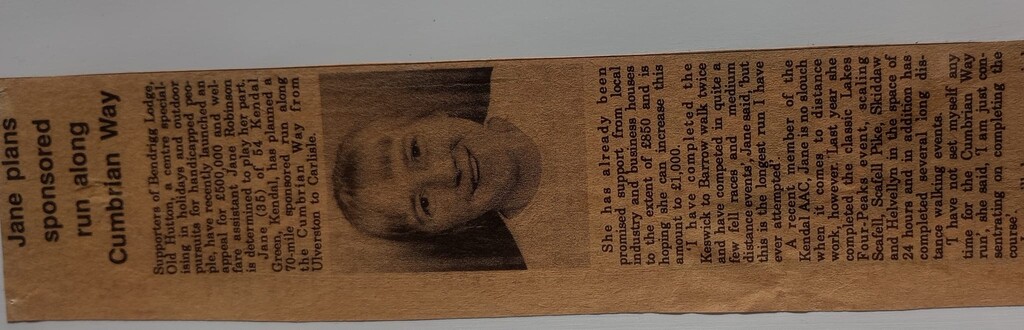 Jane plans
sponsored
run along
Cumbrian Way
Supporters of Bendrigg Lodge,
Old Hutton, a centre special-
ising in holidays and outdoor
pursuits for handicapped peo-
ple, have recently launched an
appeal for £500,000 and wel-
fare assistant Jane Robinson
is determined to play her part.
Jane (35) of 54 Kendal
Green, Kendal, has planned a
70-mile sponsored run along
the Cumbrian Way from
Ulverston to Carlisle.
She has already been
promised support from local
industry and business houses
to the extent of £650 and is
hoping she can increase this
amount to £1,000.
'I have completed the
Keswick to Barrow walk twice
and have competed in quite a
few fell races and medium
distance events', Jane said, 'but
this is the longest run I have
ever attempted'.
A recent member of the
Kendal AAC, Jane is no slouch
when it comes to distance
work, however. Last year she
completed the classic Lakes
Four-Peaks event, scaling
Scafell, Scafell Pike, Skiddaw
and Helvellyn in the space of
24 hours and in addition has
completed several long dis-
tance walking events.
'I have not set myself any
time for the Cumbrian Way
run', she said, 'I am just con-
sentrating on completing the
course'.